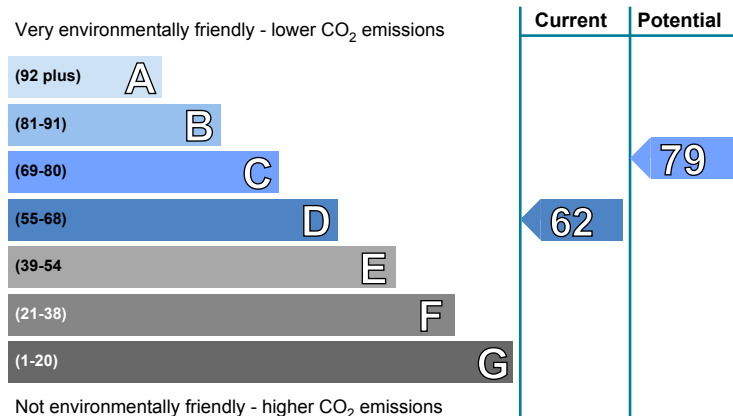 Very environmentally friendly - lower CO₂ emissions
Current
Potential
(92 plus) A
(81-91) B
(69-80) C
79
(55-68) D
62
(39-54 E
(21-38) F
(1-20) G
Not environmentally friendly - higher CO₂ emissions